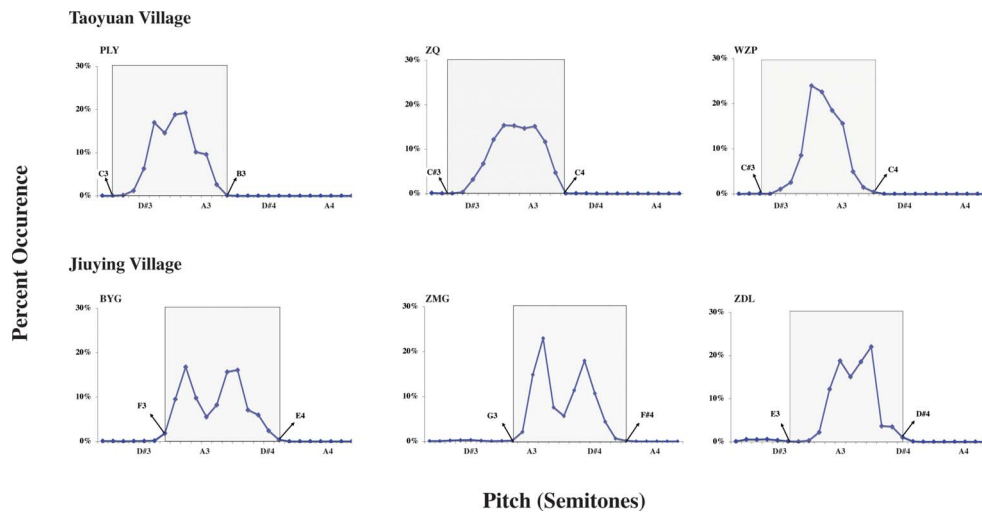 Taoyuan Village
PLY
30%
20%
10%
0%
C3
B3
D#3 A3 D#4 A4
ZQ
30%
20%
10%
0%
C#3
C4
D#3 A3 D#4 A4
WZP
30%
20%
10%
0%
C#3
C4
D#3 A3 D#4 A4
Percent Occurence
Jiuying Village
BYG
30%
20%
10%
0%
F3
E4
D#3 A3 D#4 A4
ZMG
30%
20%
10%
0%
G3
F#4
D#3 A3 D#4 A4
ZDL
30%
20%
10%
0%
E3
D#4
D#3 A3 D#4 A4
Pitch (Semitones)